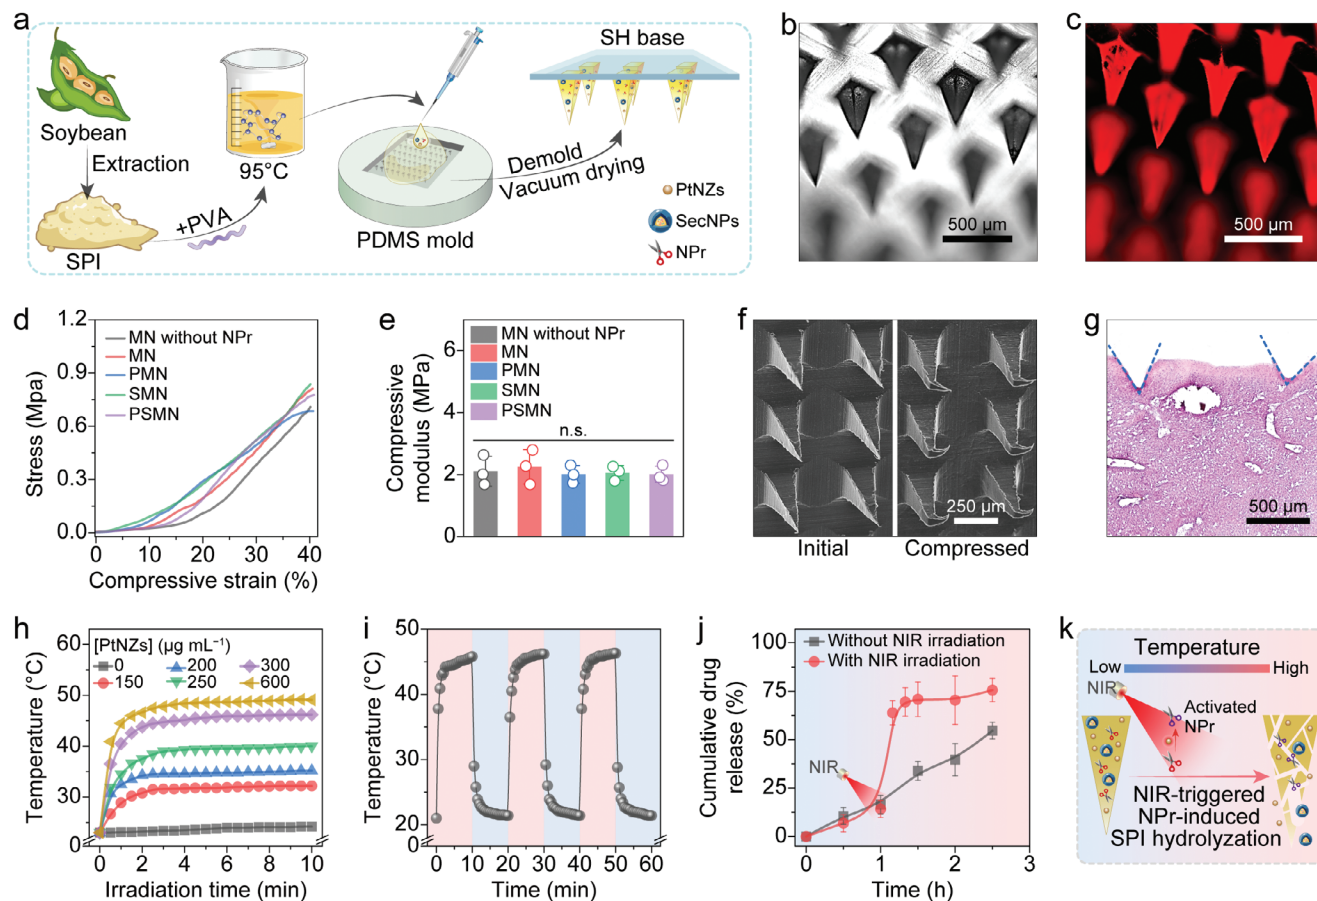 a
Soybean
Extraction
SPI
+PVA
95°C
PDMS mold
Demold
Vacuum drying
SH base
PtNZs
SecNPs
NPr
b
500 µm
c
500 µm
d
Stress (Mpa)
1.2
0.9
0.6
0.3
0.0
MN without NPr
MN
PMN
SMN
PSMN
0 10 20 30 40
Compressive strain (%)
e
Compressive
modulus (MPa)
6
4
2
0
MN without NPr
MN
PMN
SMN
PSMN
n.s.
f
250 µm
Initial Compressed
g
500 µm
h
Temperature (°C)
60
50
40
30
0
[PtNZs] (µg mL⁻¹)
0 200 300
150 250 600
0 2 4 6 8 10
Irradiation time (min)
i
Temperature (°C)
50
40
30
20
0
0 10 20 30 40 50 60
Time (min)
j
Cumulative drug
release (%)
100
75
50
25
0
Without NIR irradiation
With NIR irradiation
NIR
0 1 2 3
Time (h)
k
Temperature
Low High
NIR
Activated
NPr
NIR-triggered
NPr-induced
SPI hydrolyzation